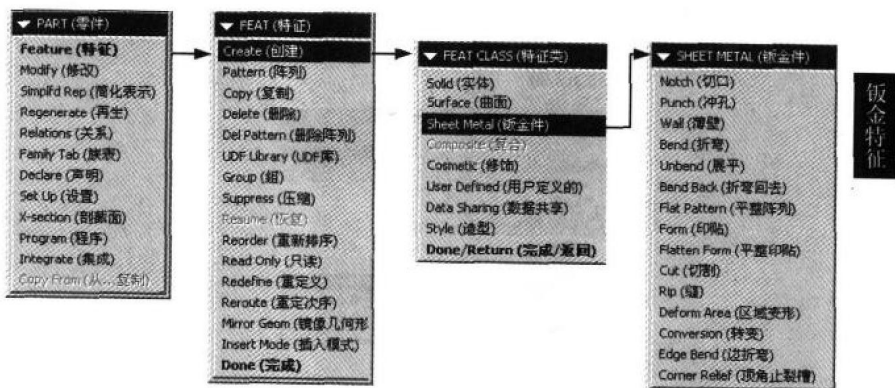 PART (零件)
Feature (特征)
Modify (修改)
Simplfd Rep (简化表示)
Regenerate (再生)
Relations (关系)
Family Tab (族表)
Declare (声明)
Set Up (设置)
X-section (剖截面)
Program (程序)
Integrate (集成)
Copy From (从...复制)
FEAT (特征)
Create (创建)
Pattern (阵列)
Copy (复制)
Delete (删除)
Del Pattern (删除阵列)
UDF Library (UDF库)
Group (组)
Suppress (压缩)
Resume (恢复)
Reorder (重新排序)
Read Only (只读)
Redefine (重定义)
Reroute (重定次序)
Mirror Geom (镜像几何形
Insert Mode (插入模式)
Done (完成)
FEAT CLASS (特征类)
Solid (实体)
Surface (曲面)
Sheet Metal (钣金件)
Composite (复合)
Cosmetic (修饰)
User Defined (用户定义的)
Data Sharing (数据共享)
Style (造型)
Done/Return (完成/返回)
SHEET METAL (钣金件)
Notch (切口)
Punch (冲孔)
Wall (薄壁)
Bend (折弯)
Unbend (展平)
Bend Back (折弯回去)
Flat Pattern (平整阵列)
Form (印贴)
Flatten Form (平整印贴)
Cut (切割)
Rip (缝)
Deform Area (区域变形)
Conversion (转变)
Edge Bend (边折弯)
Corner Relief (顶角止裂槽)
钣金特征